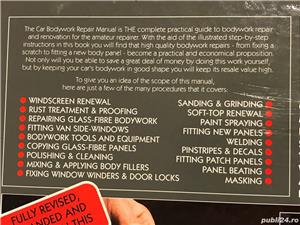 The Car Bodywork Repair Manual is THE complete practical guide to bodywork repair
and renovation for the amateur repairer. With the aid of the illustrated step-by-step
instructions in this book you will find that high quality bodywork repairs - from fixing a
scratch to fitting a new body panel - become a practical and economical proposition.
Not only will you be able to save a great deal of money by doing this work yourself,
but by keeping your car's bodywork in good shape you will keep its resale value high.
To give you an idea of the scope of this manual,
here are just a few of the many procedures that it covers:
WINDSCREEN RENEWAL
RUST TREATMENT & PROOFING
REPAIRING GLASS-FIBRE BODYWORK
FITTING VAN SIDE-WINDOWS
BODYWORK TOOLS AND EQUIPMENT
COPYING GLASS-FIBRE PANELS
POLISHING & CLEANING
MIXING & APPLYING BODY FILLERS
FIXING WINDOW WINDERS & DOOR LOCKS
SANDING & GRINDING
SOFT-TOP RENEWAL
PAINT SPRAYING
FITTING NEW PANELS
WELDING
PINSTRIPES & DECALS
FITTING PATCH PANELS
PANEL BEATING
MASKING
FULLY REVISED,
NDED AND
THIS
publi24.ro